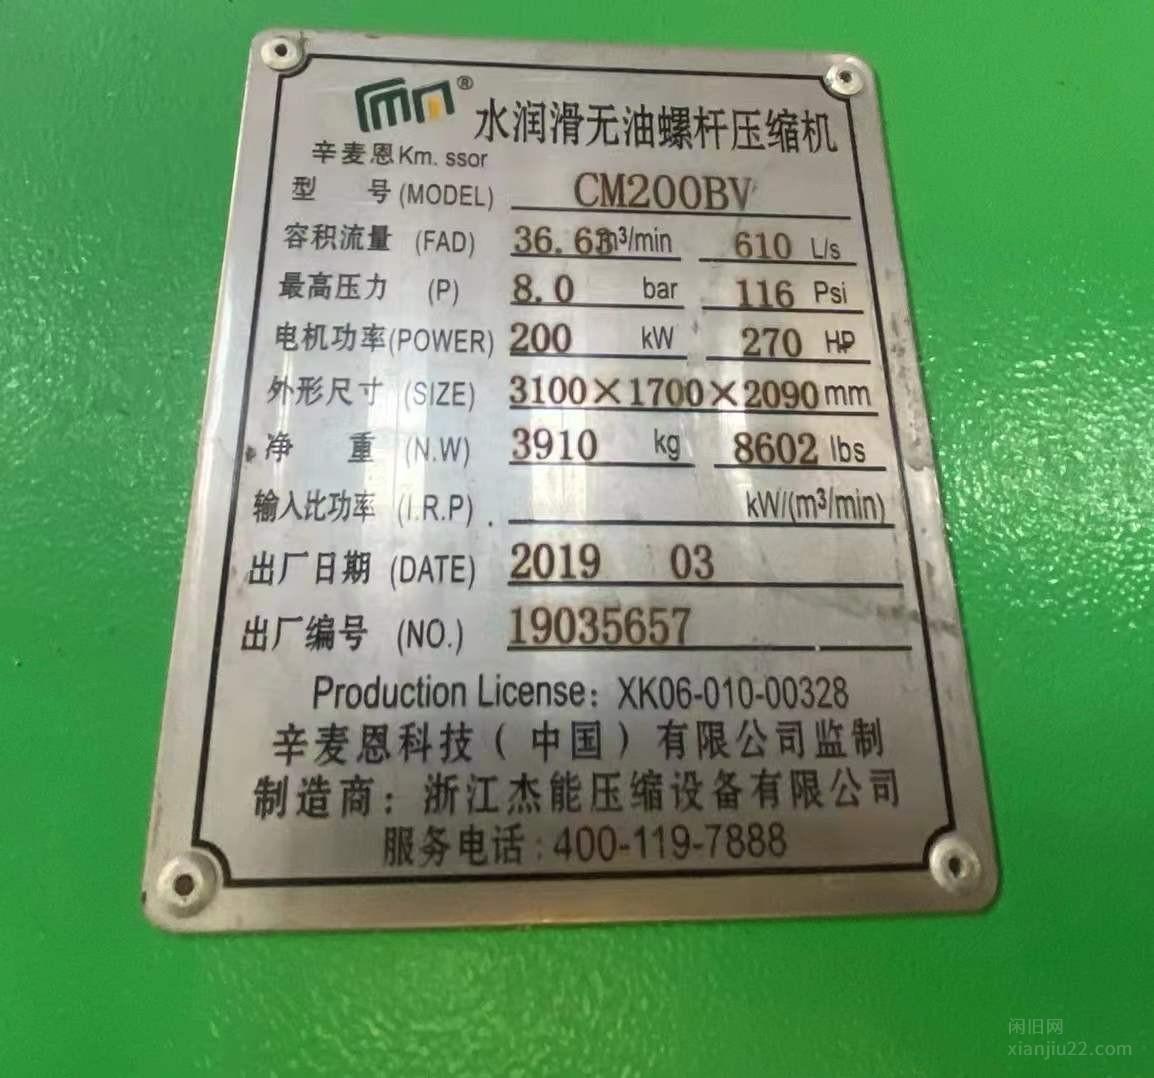 水润滑无油螺杆压缩机
辛麦恩 Km. ssor
型 号 (MODEL) CM200BV
容积流量 (FAD) 36.63 m³/min 610 L/s
最高压力 (P) 8.0 bar 116 Psi
电机功率(POWER) 200 kW 270 HP
外形尺寸 (SIZE) 3100×1700×2090 mm
净 重 (N.W) 3910 kg 8602 lbs
输入比功率 (I.R.P) . kW/(m³/min)
出厂日期 (DATE) 2019 03
出厂编号 (NO.) 19035657
Production License: XK06-010-00328
辛麦恩科技(中国)有限公司监制
制造商: 浙江杰能压缩设备有限公司
服务电话:400-119-7888
闲旧网
xianjiu22.com